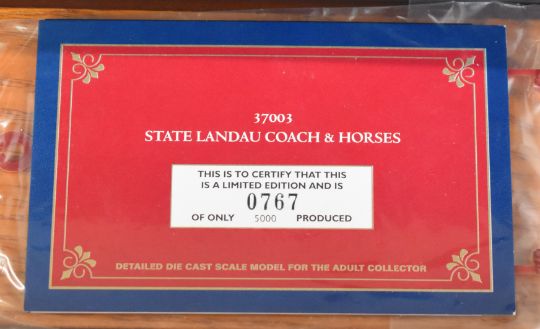 37003
STATE LANDAU COACH & HORSES
THIS IS TO CERTIFY THAT THIS
IS A LIMITED EDITION AND IS
0767
OF ONLY 5000 PRODUCED
DETAILED DIE CAST SCALE MODEL FOR THE ADULT COLLECTOR